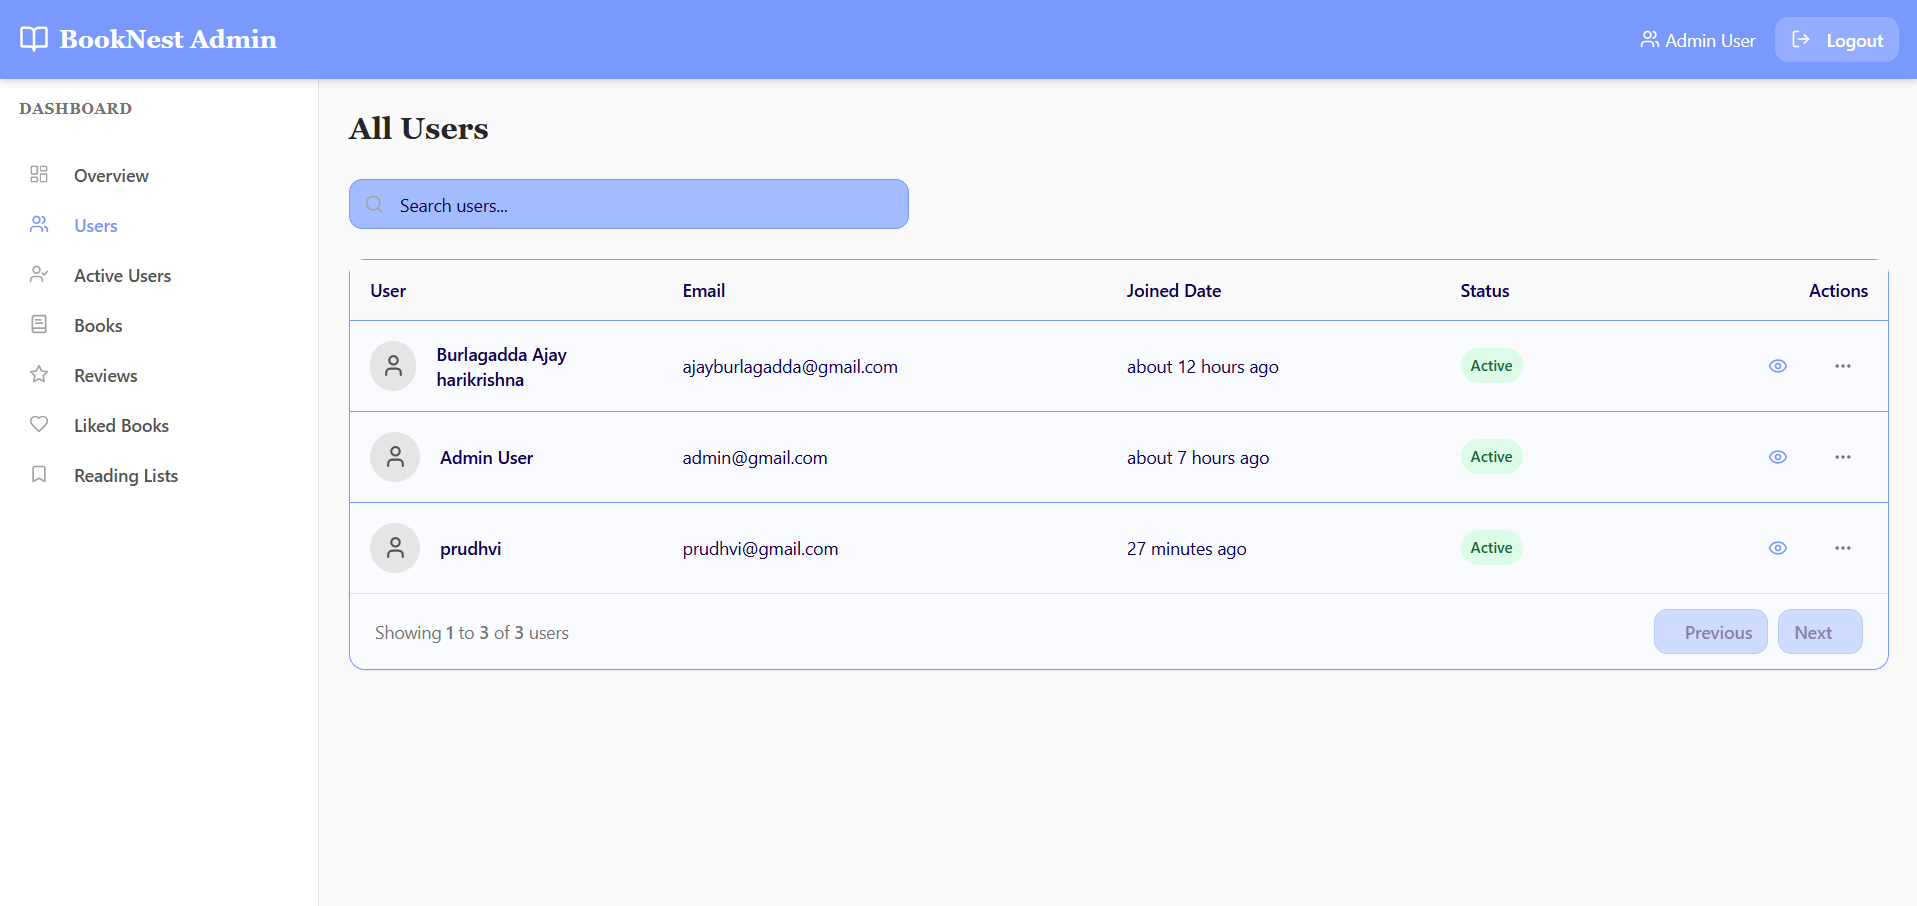 BookNest Admin
Admin User
Logout
DASHBOARD
Overview
Users
Active Users
Books
Reviews
Liked Books
Reading Lists
All Users
Search users...
User Email Joined Date Status Actions
Burlagadda Ajay
harikrishna
ajayburlagadda@gmail.com about 12 hours ago Active
Admin User admin@gmail.com about 7 hours ago Active
prudhvi prudhvi@gmail.com 27 minutes ago Active
Showing 1 to 3 of 3 users
Previous Next